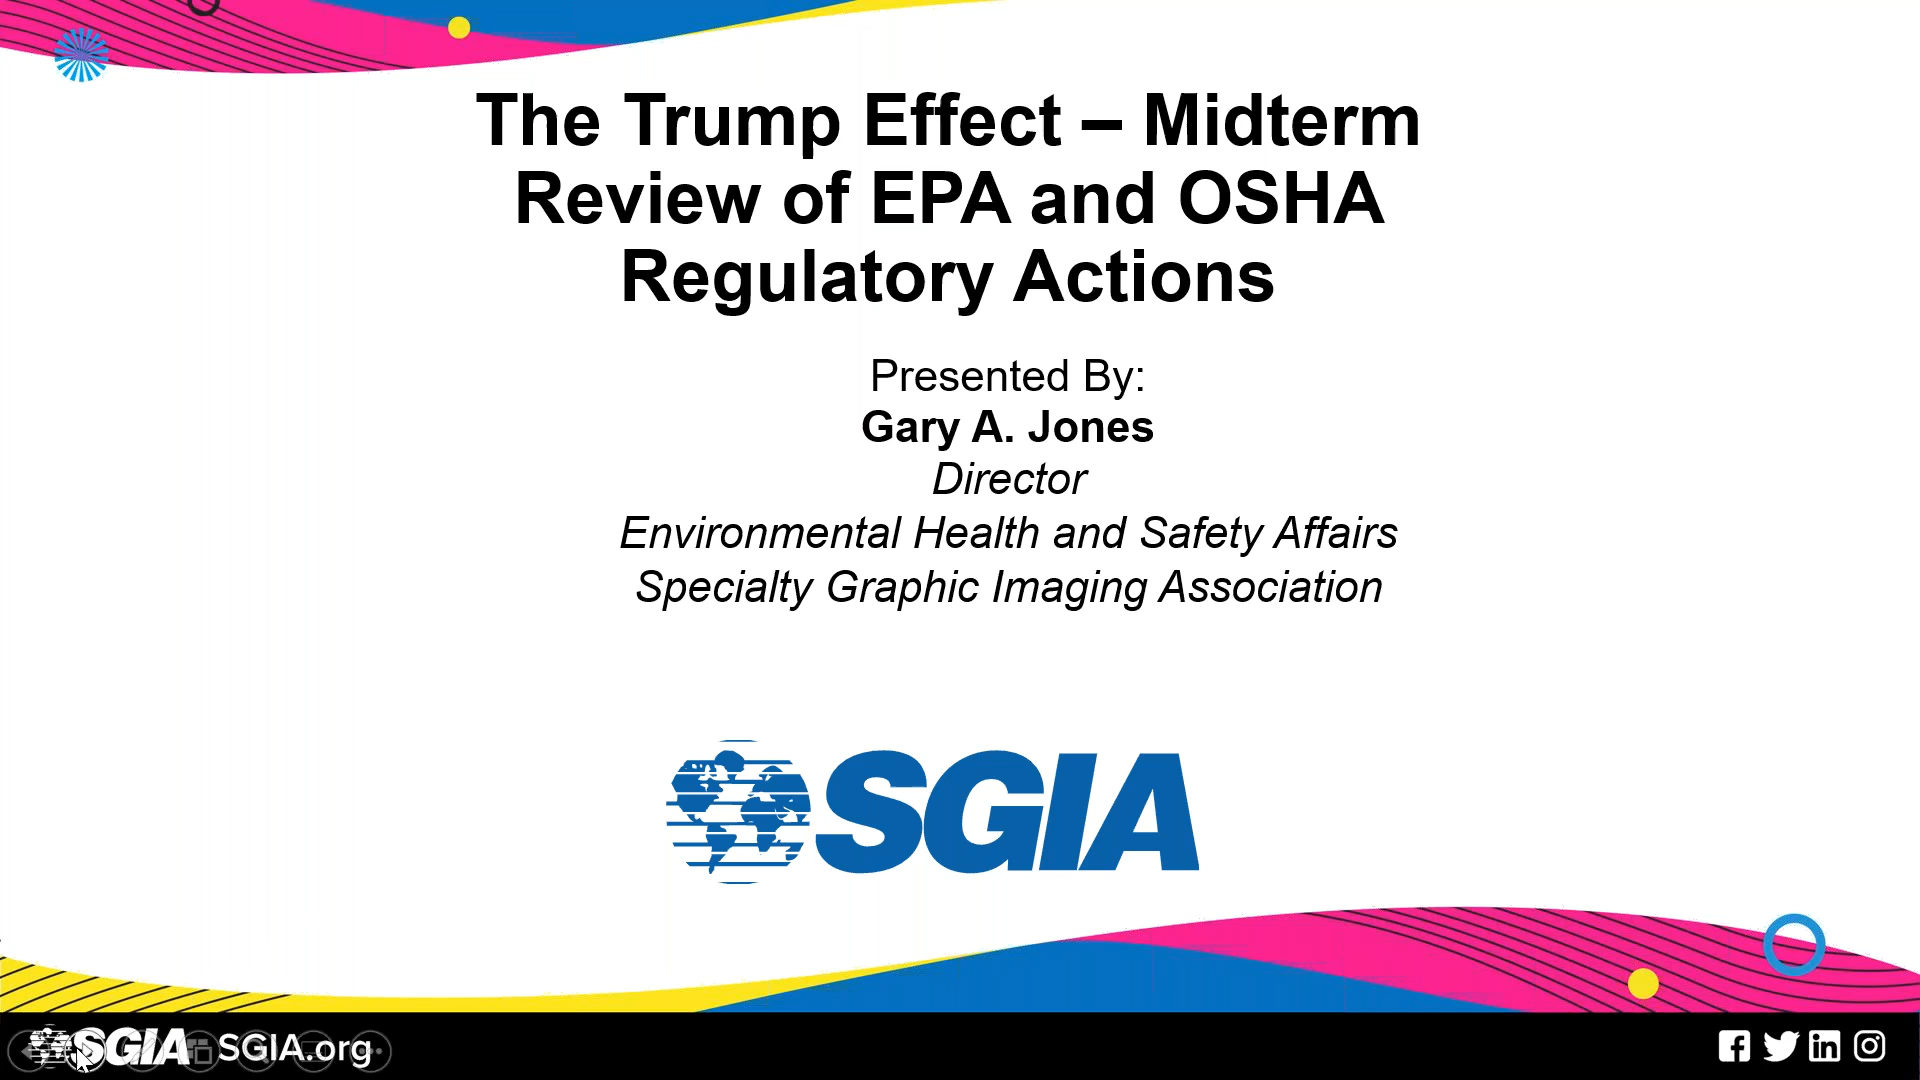 The Trump Effect – Midterm
Review of EPA and OSHA
Regulatory Actions
Presented By:
Gary A. Jones
Director
Environmental Health and Safety Affairs
Specialty Graphic Imaging Association
SGIA
SGIA SGIA.org